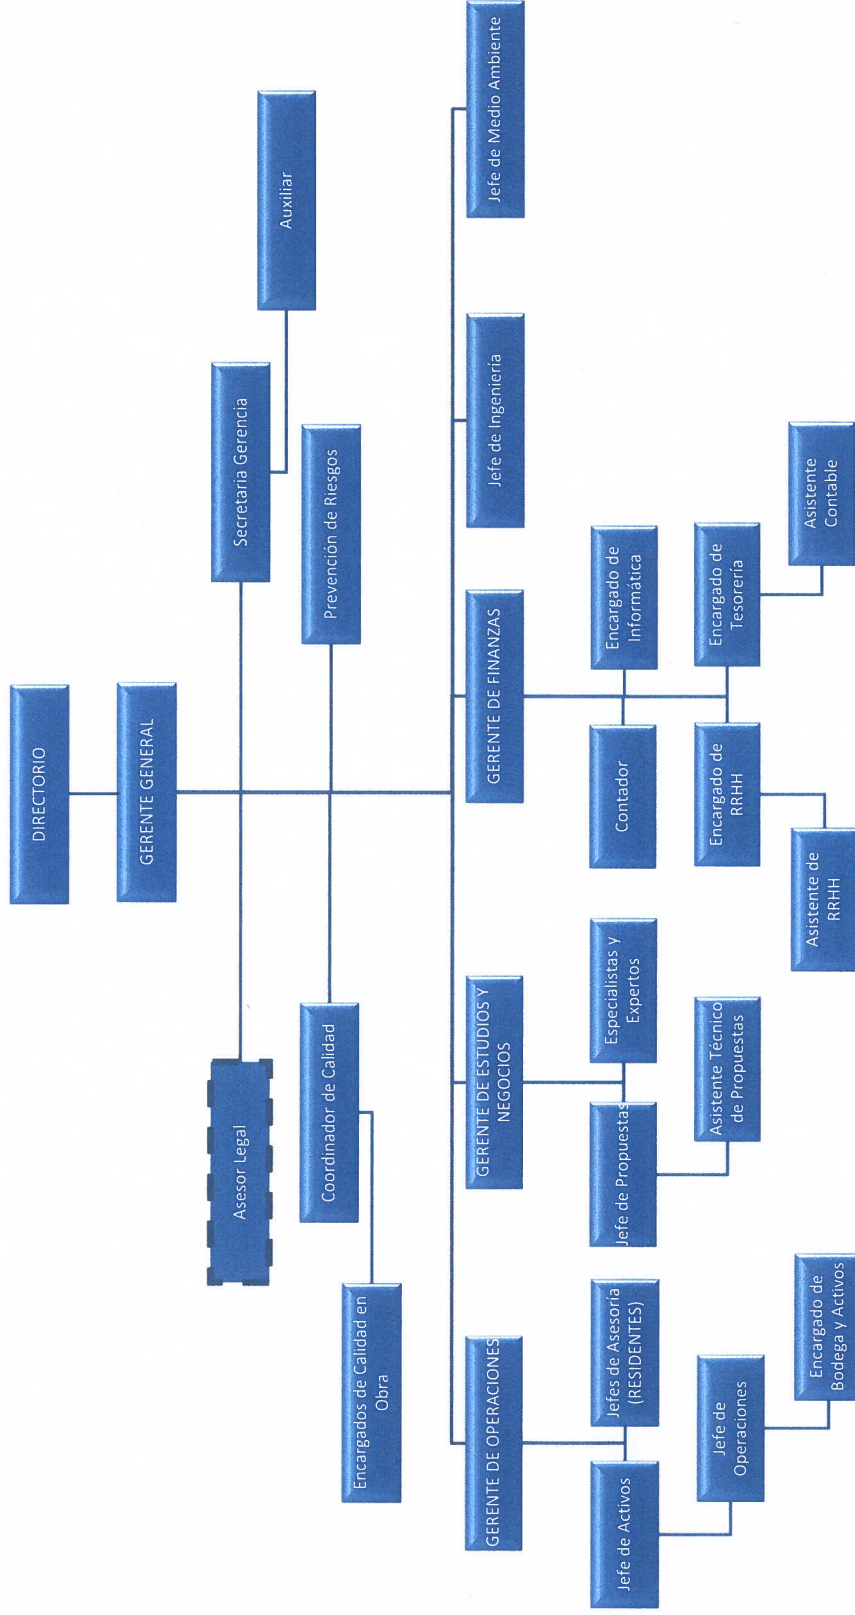 DIRECTORIO
GERENTE GENERAL
Asesor Legal
Secretaria Gerencia
Auxiliar
Coordinador de Calidad
Prevención de Riesgos
Encargados de Calidad en
Obra
GERENTE DE OPERACIONES
GERENTE DE ESTUDIOS Y
NEGOCIOS
GERENTE DE FINANZAS
Jefe de Ingeniería
Jefe de Medio Ambiente
Jefe de Activos
Jefes de Asesoría
(RESIDENTES)
Jefe de Propuestas
Especialistas y
Expertos
Contador
Encargado de
Informática
Jefe de
Operaciones
Asistente Técnico
de Propuestas
Encargado de
RRHH
Encargado de
Tesorería
Encargado de
Bodega y Activos
Asistente de
RRHH
Asistente
Contable